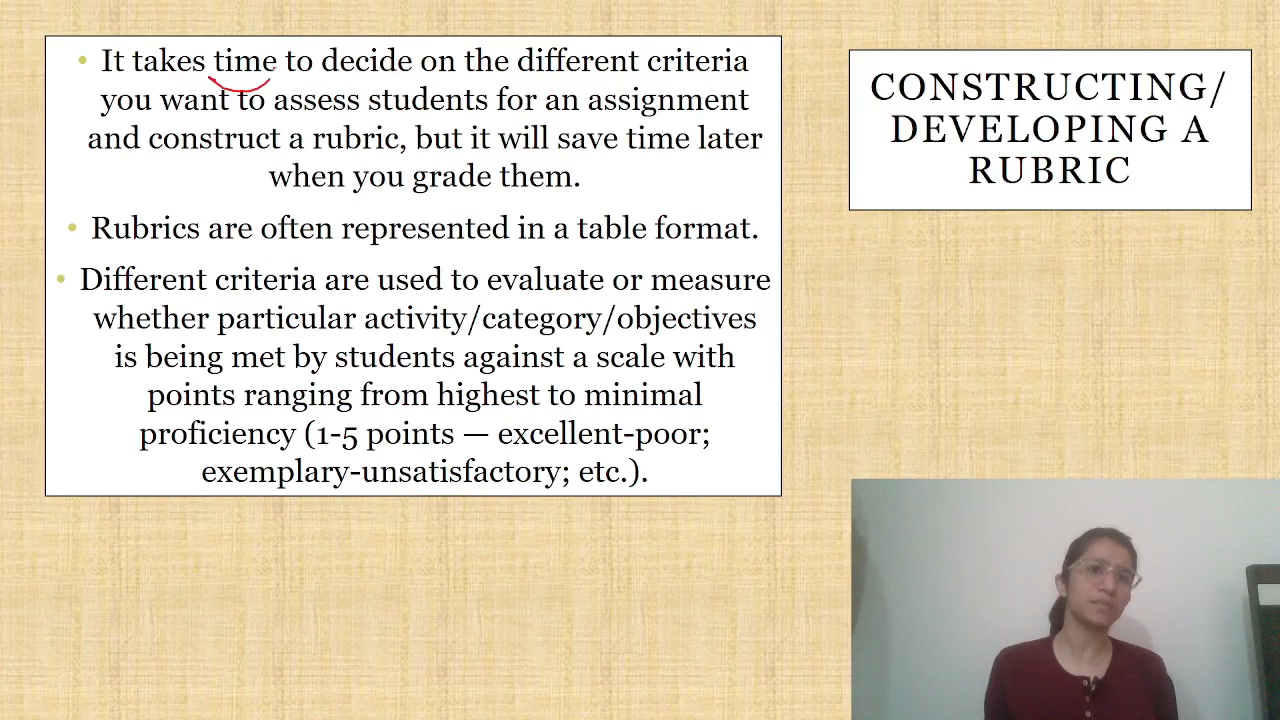 • It takes time to decide on the different criteria
you want to assess students for an assignment
and construct a rubric, but it will save time later
when you grade them.
• Rubrics are often represented in a table format.
• Different criteria are used to evaluate or measure
whether particular activity/category/objectives
is being met by students against a scale with
points ranging from highest to minimal
proficiency (1-5 points — excellent-poor;
exemplary-unsatisfactory; etc.).
CONSTRUCTING/
DEVELOPING A
RUBRIC